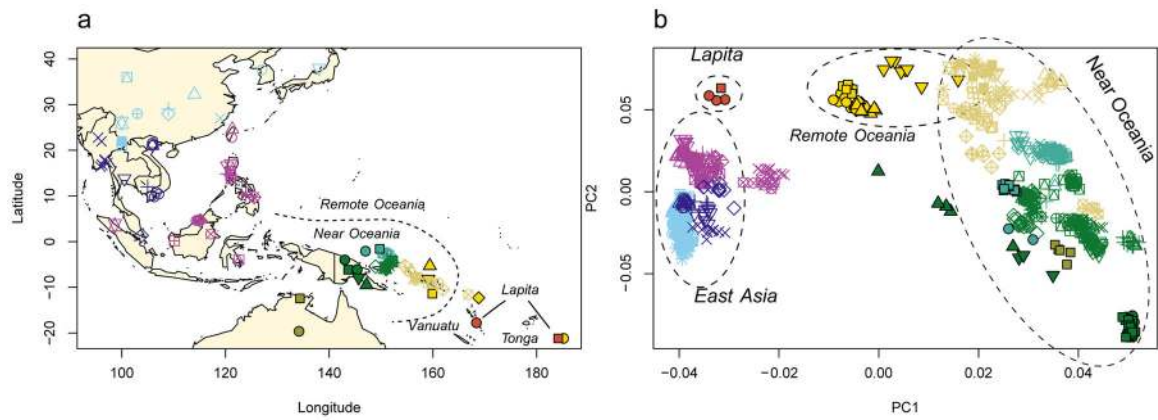 a
40
30
20
10
0
−10
−20
Latitude
Remote Oceania
Near Oceania
Lapita
Vanuatu
Tonga
100 120 140 160 180
Longitude
b
Lapita
Near Oceania
Remote Oceania
East Asia
0.05
0.00
−0.05
PC2
−0.04 −0.02 0.00 0.02 0.04
PC1